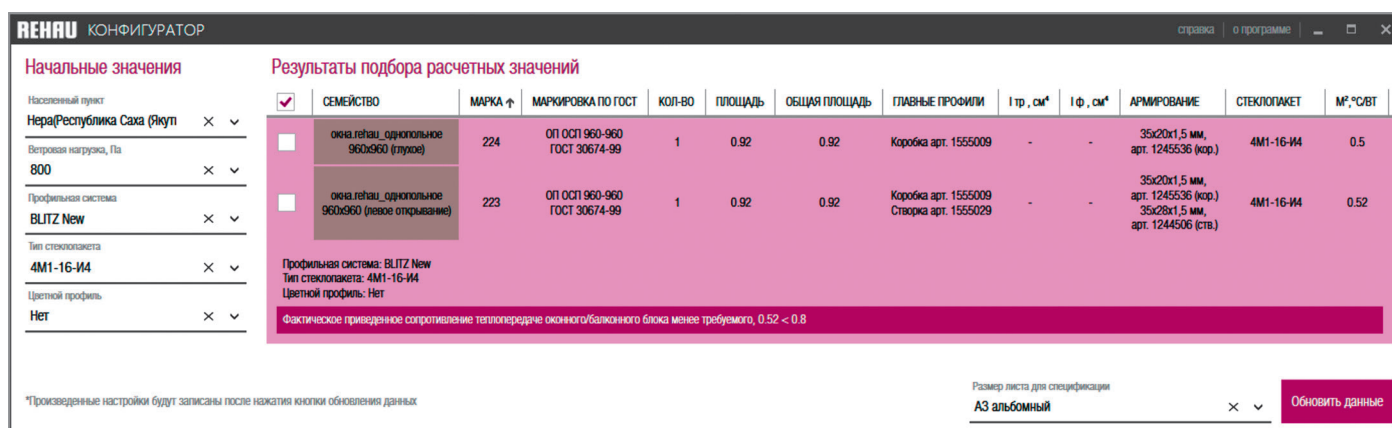 REHAU КОНФИГУРАТОР
справка
о программе
Начальные значения
Населенный пункт
Нера(Республика Саха (Якуті
Ветровая нагрузка, Па
800
Профильная система
BLITZ New
Тип стеклопакета
4М1-16-И4
Цветной профиль
Нет
Результаты подбора расчетных значений
СЕМЕЙСТВО МАРКА МАРКИРОВКА ПО ГОСТ КОЛ-ВО ПЛОЩАДЬ ОБЩАЯ ПЛОЩАДЬ ГЛАВНЫЕ ПРОФИЛИ I тр , см⁴ I ф , см⁴ АРМИРОВАНИЕ СТЕКЛОПАКЕТ М²,°С/ВТ
окна.rehau_однопольное
960x960 (глухое)
224
ОП ОСП 960-960
ГОСТ 30674-99
1
0.92
0.92
Коробка арт. 1555009
-
-
35x20x1,5 мм,
арт. 1245536 (кор.)
4М1-16-И4
0.5
окна.rehau_однопольное
960x960 (левое открывание)
223
ОП ОСП 960-960
ГОСТ 30674-99
1
0.92
0.92
Коробка арт. 1555009
Створка арт. 1555029
-
-
35x20x1,5 мм,
арт. 1245536 (кор.)
35x28x1,5 мм,
арт. 1244506 (ств.)
4М1-16-И4
0.52
Профильная система: BLITZ New
Тип стеклопакета: 4М1-16-И4
Цветной профиль: Нет
Фактическое приведенное сопротивление теплопередаче оконного/балконного блока менее требуемого, 0.52 < 0.8
*Произведенные настройки будут записаны после нажатия кнопки обновления данных
Размер листа для спецификации
А3 альбомный
Обновить данные